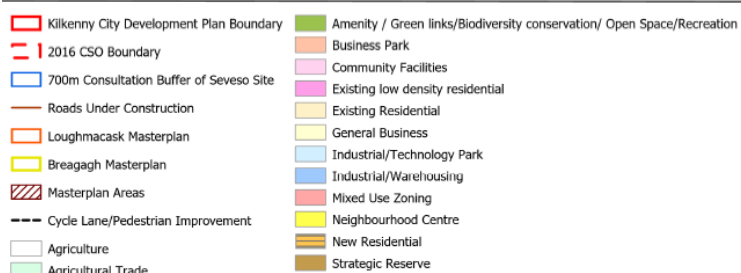 Kilkenny City Development Plan Boundary
2016 CSO Boundary
700m Consultation Buffer of Seveso Site
Roads Under Construction
Loughmacask Masterplan
Breagagh Masterplan
Masterplan Areas
Cycle Lane/Pedestrian Improvement
Agriculture
Agricultural Trade
Amenity / Green links/Biodiversity conservation/ Open Space/Recreation
Business Park
Community Facilities
Existing low density residential
Existing Residential
General Business
Industrial/Technology Park
Industrial/Warehousing
Mixed Use Zoning
Neighbourhood Centre
New Residential
Strategic Reserve